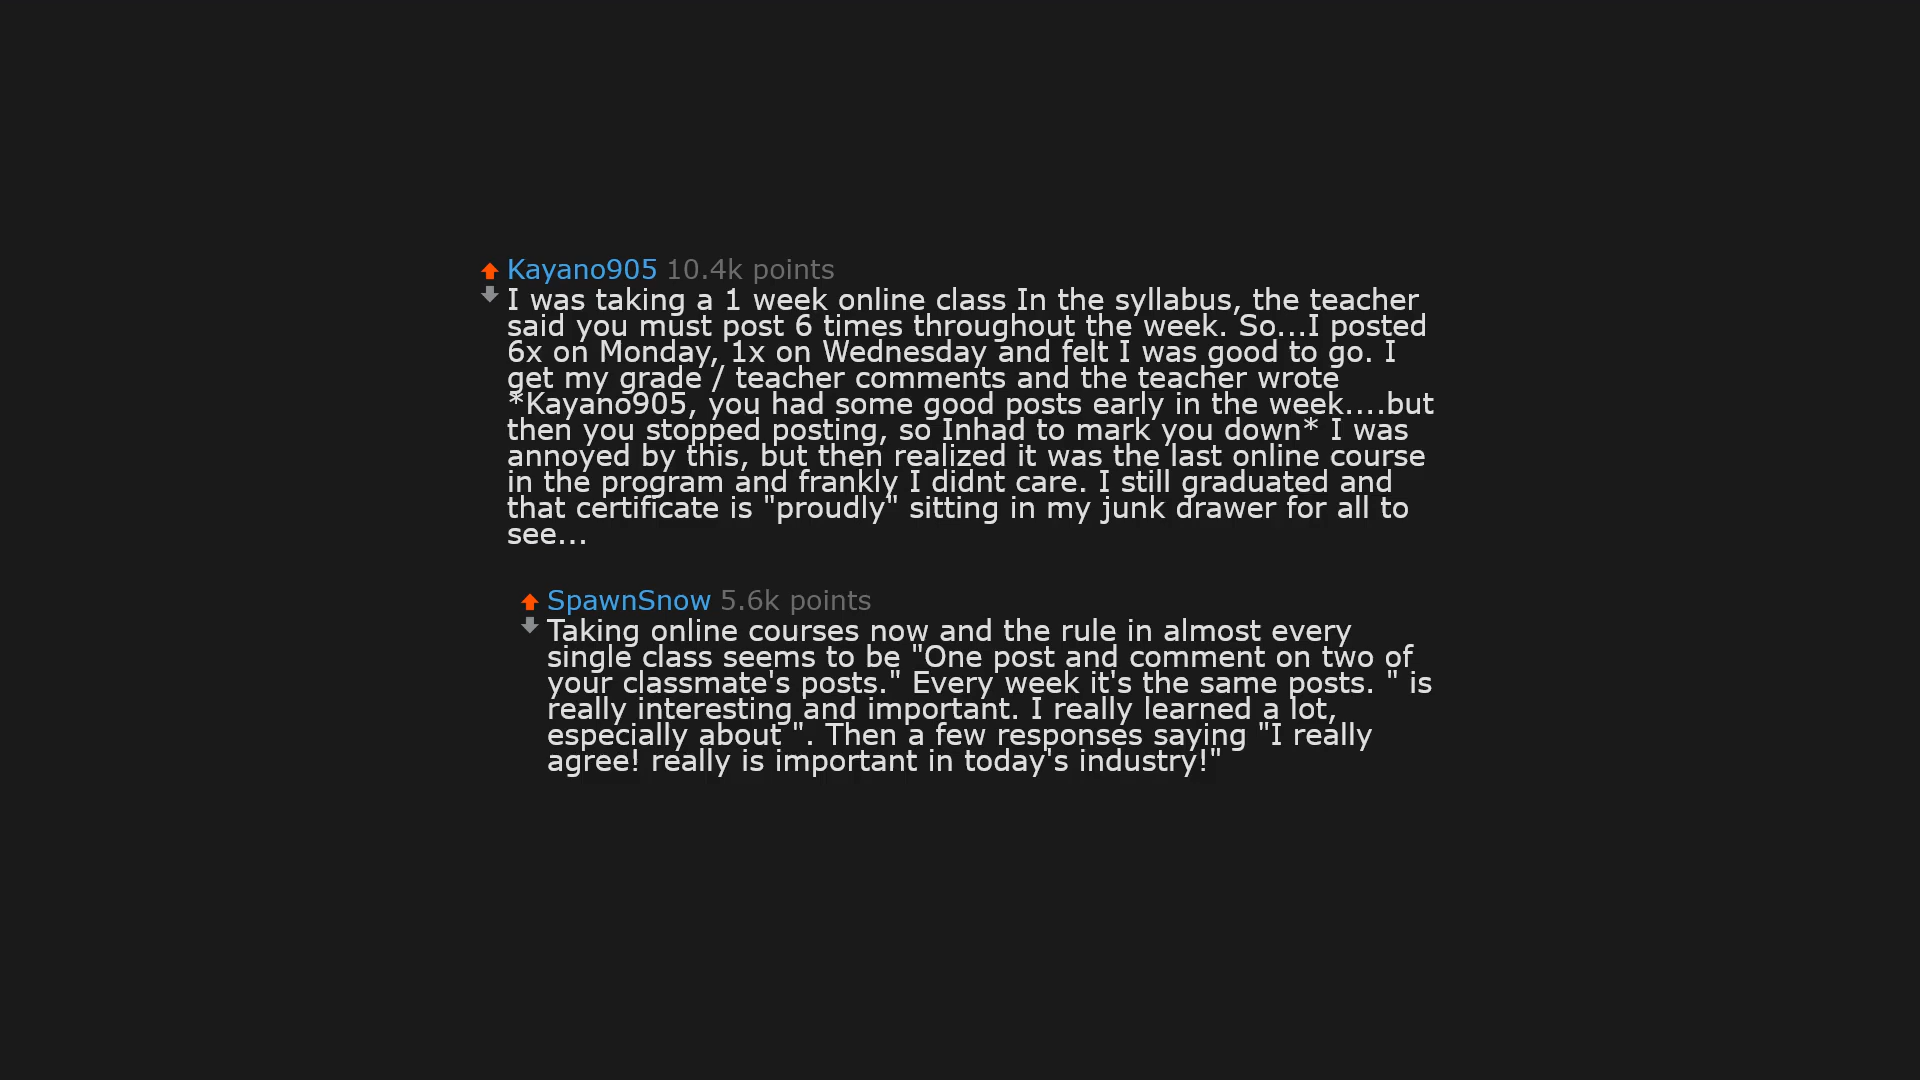 Kayano905 10.4k points
I was taking a 1 week online class In the syllabus, the teacher
said you must post 6 times throughout the week. So...I posted
6x on Monday, 1x on Wednesday and felt I was good to go. I
get my grade / teacher comments and the teacher wrote
*Kayano905, you had some good posts early in the week....but
then you stopped posting, so Inhad to mark you down* I was
annoyed by this, but then realized it was the last online course
in the program and frankly I didnt care. I still graduated and
that certificate is "proudly" sitting in my junk drawer for all to
see...
SpawnSnow 5.6k points
Taking online courses now and the rule in almost every
single class seems to be "One post and comment on two of
your classmate's posts." Every week it's the same posts. " is
really interesting and important. I really learned a lot,
especially about ". Then a few responses saying "I really
agree! really is important in today's industry!"